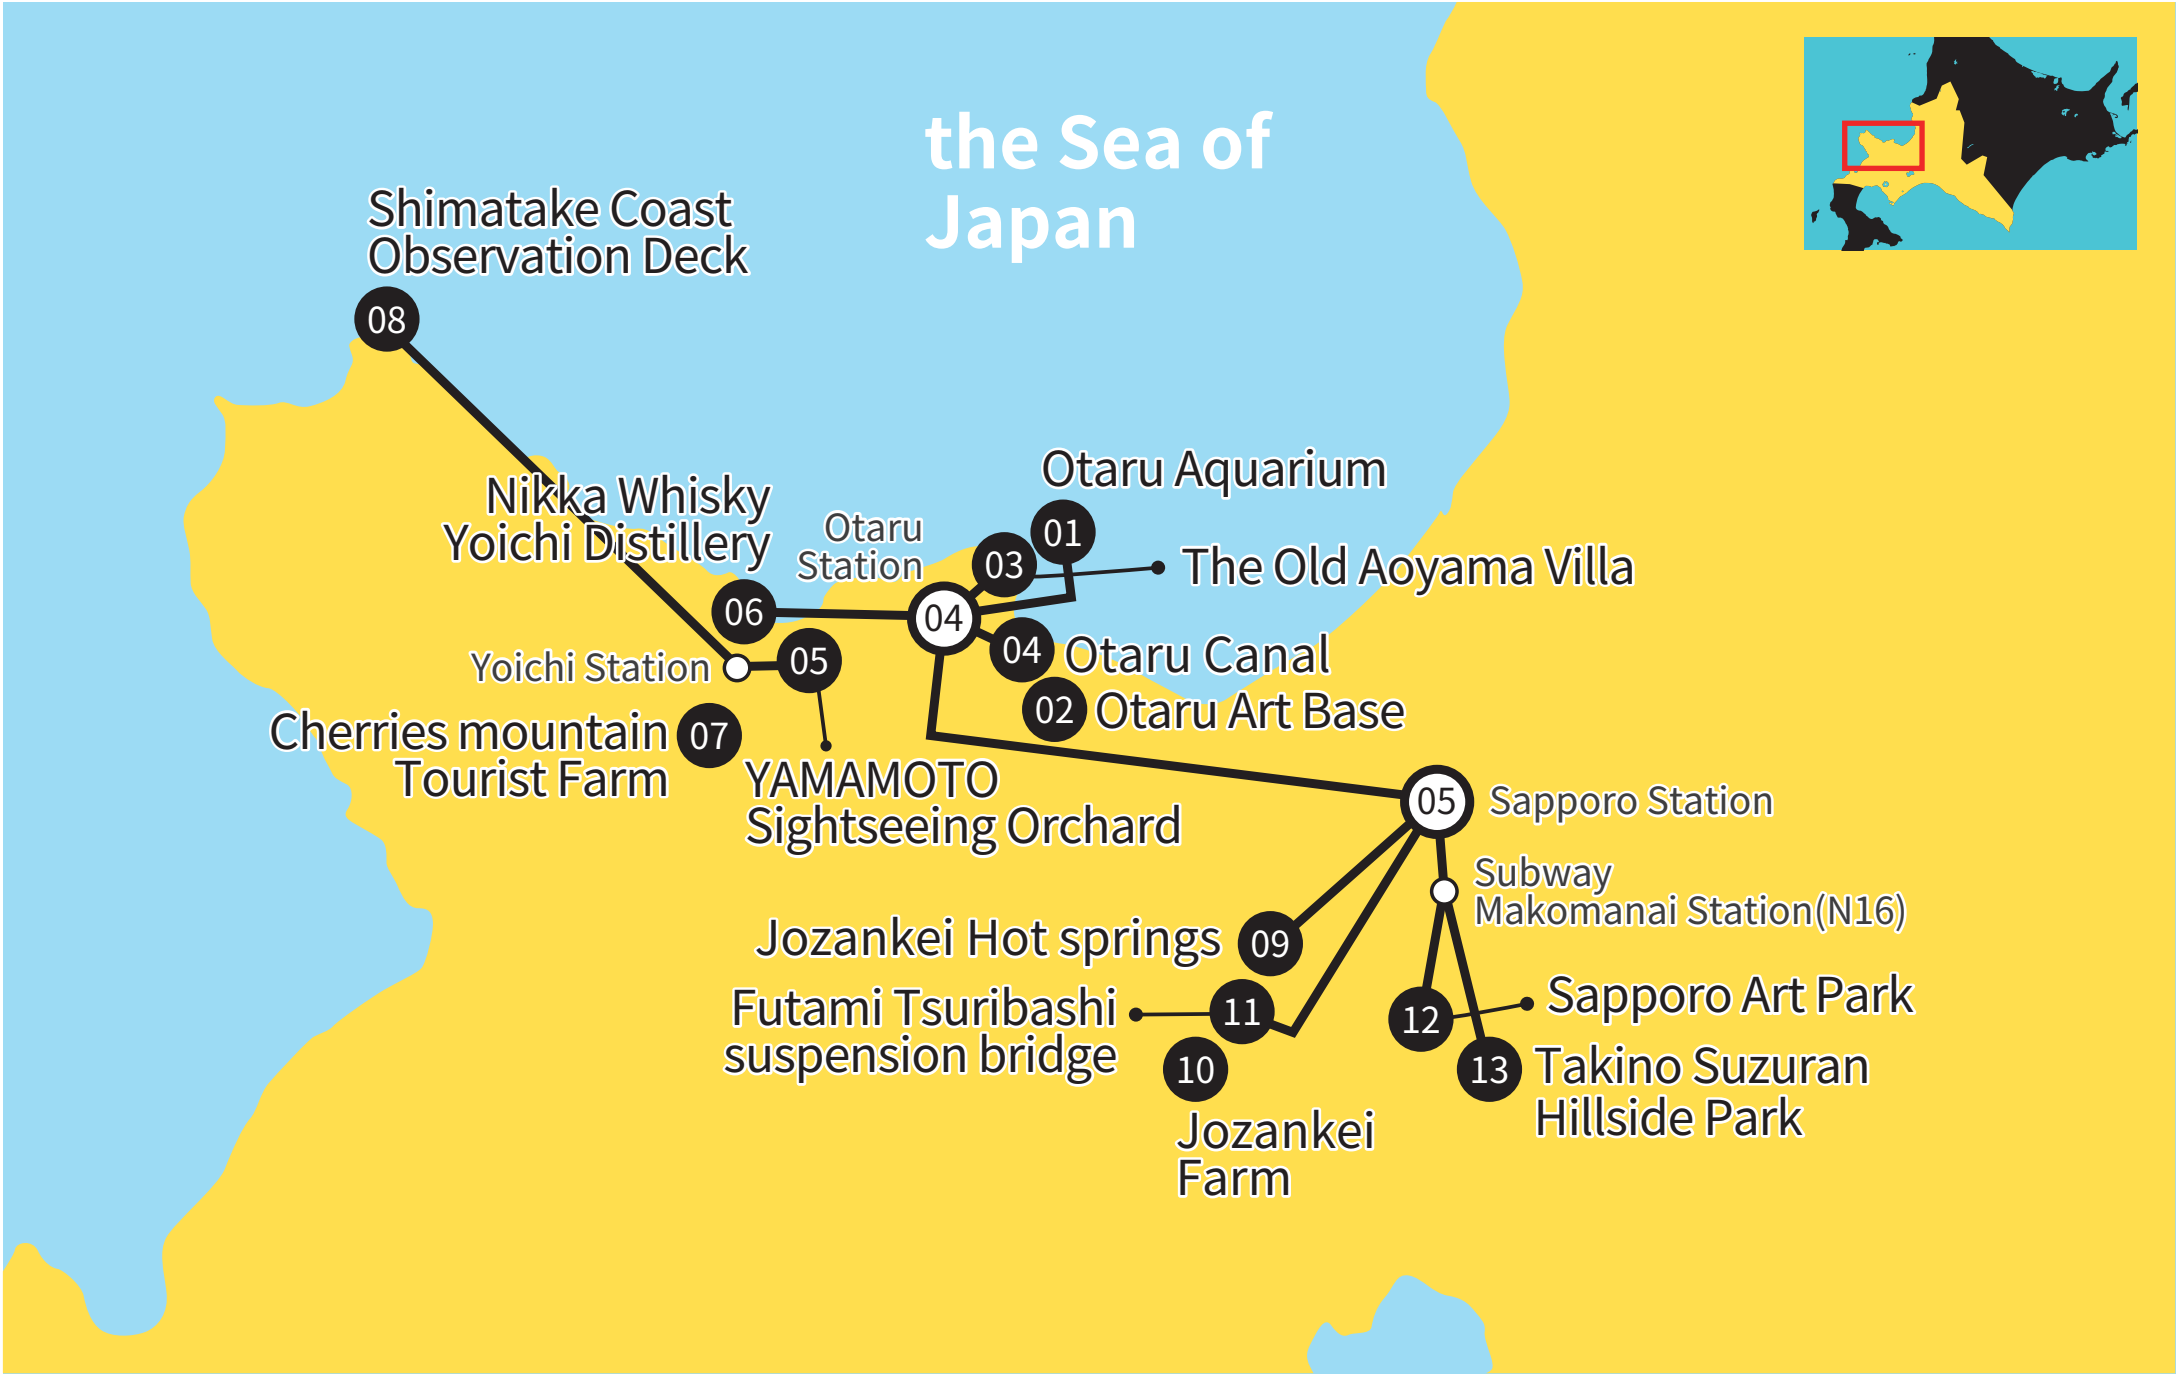 the Sea of
Japan
Shimatake Coast
Observation Deck
08
Otaru Aquarium
01
Nikka Whisky
Yoichi Distillery
Otaru
Station
03
The Old Aoyama Villa
06
04
04
Otaru Canal
Yoichi Station
05
02
Otaru Art Base
Cherries mountain
Tourist Farm
07
YAMAMOTO
Sightseeing Orchard
05
Sapporo Station
Subway
Makomanai Station(N16)
Jozankei Hot springs
09
Futami Tsuribashi
suspension bridge
11
12
Sapporo Art Park
10
Jozankei
Farm
13
Takino Suzuran
Hillside Park